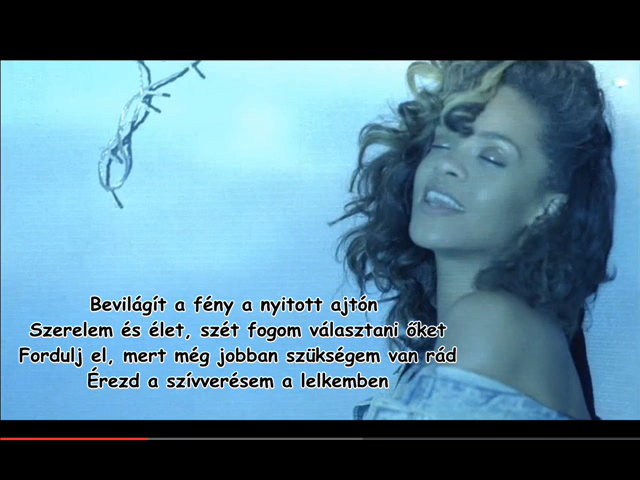 Bevilágít a fény a nyitott ajtón
Szerelem és élet, szét fogom választani őket
Fordulj el, mert még jobban szükségem van rád
Érezd a szívverésem a lelkemben